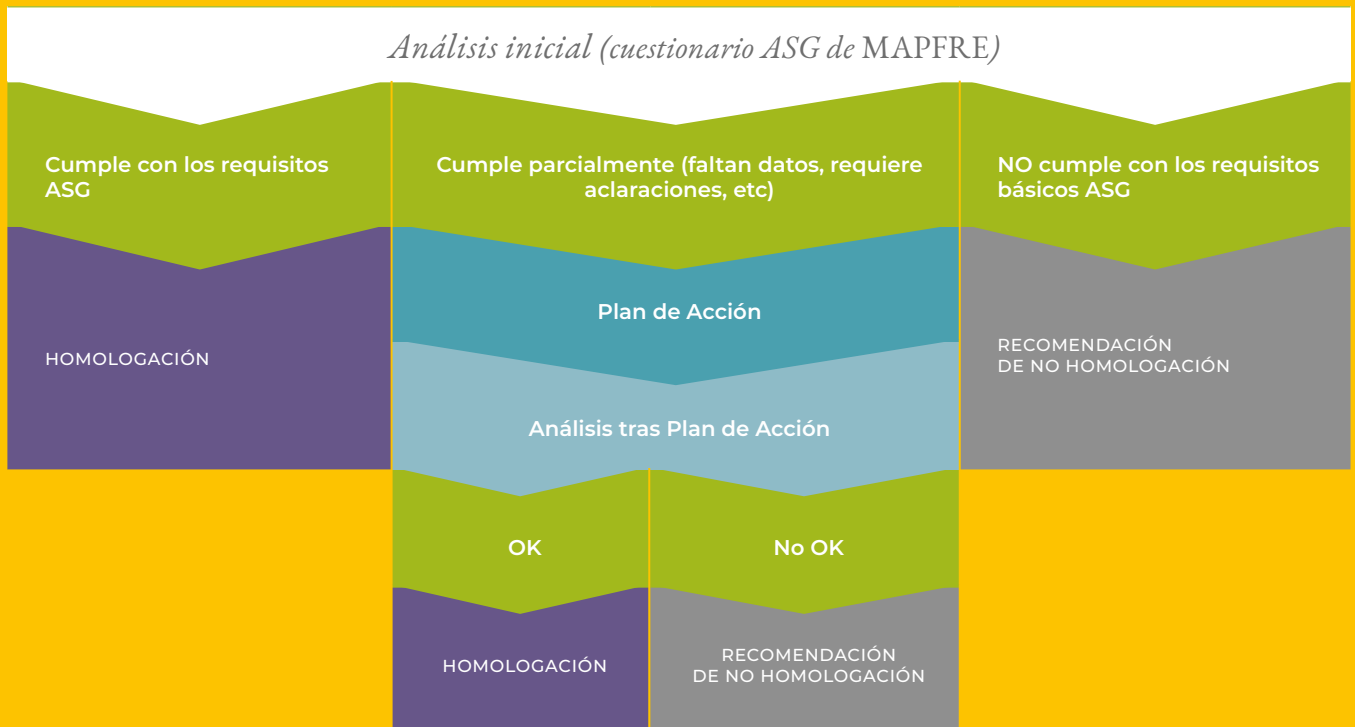 Análisis inicial (cuestionario ASG de MAPFRE)
Cumple con los requisitos
ASG
Cumple parcialmente (faltan datos, requiere
aclaraciones, etc)
NO cumple con los requisitos
básicos ASG
HOMOLOGACIÓN
Plan de Acción
RECOMENDACIÓN
DE NO HOMOLOGACIÓN
Análisis tras Plan de Acción
OK
No OK
HOMOLOGACIÓN
RECOMENDACIÓN
DE NO HOMOLOGACIÓN